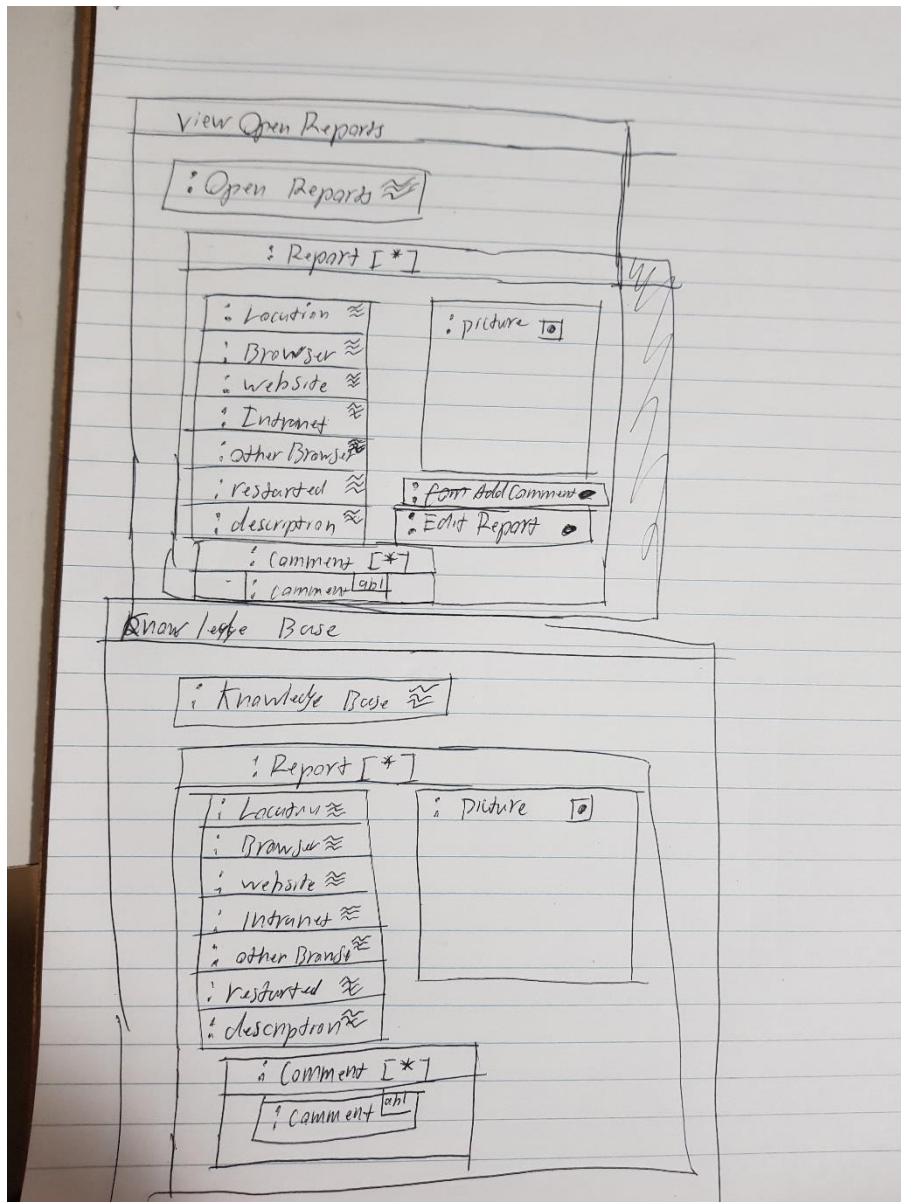 View Open Reports
: Open Reports
: Report [*]
: Location
: picture
: Browser
: website
: Intranet
: other Browser
: restarted
: Add Comment
: description
: Edit Report
: Comment [*]
: comment abl
Knowledge Base
: Knowledge Base
: Report [*]
: Location
: picture
: Browser
: website
: Intranet
: other Browse
: restarted
: description
: Comment [*]
: comment abl